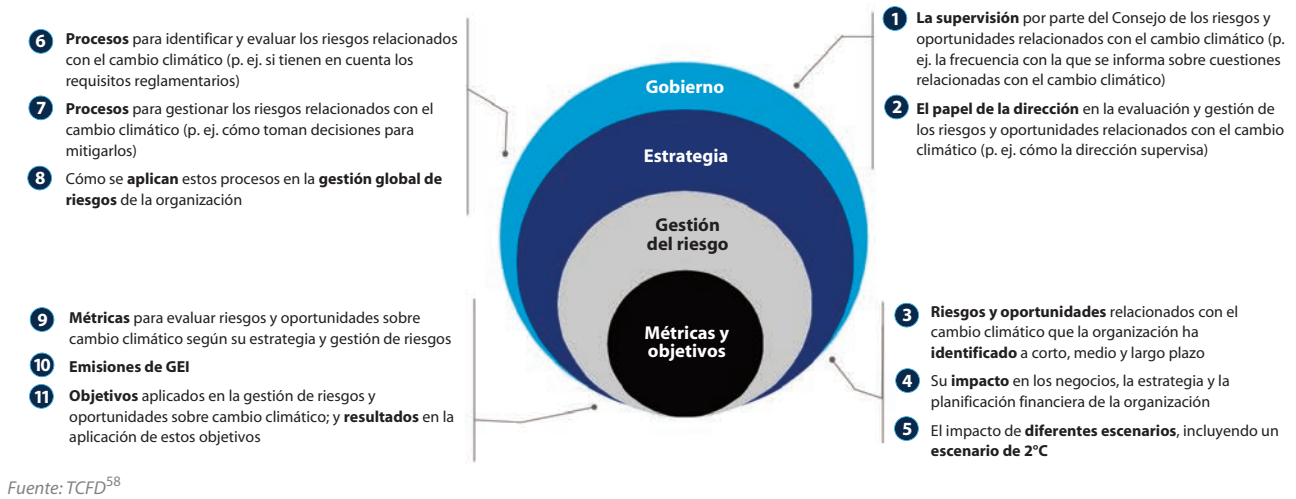 6 Procesos para identificar y evaluar los riesgos relacionados
con el cambio climático (p. ej. si tienen en cuenta los
requisitos reglamentarios)
7 Procesos para gestionar los riesgos relacionados con el
cambio climático (p. ej. cómo toman decisiones para
mitigarlos)
8 Cómo se aplican estos procesos en la gestión global de
riesgos de la organización
1 La supervisión por parte del Consejo de los riesgos y
oportunidades relacionados con el cambio climático (p.
ej. la frecuencia con la que se informa sobre cuestiones
relacionadas con el cambio climático)
2 El papel de la dirección en la evaluación y gestión de
los riesgos y oportunidades relacionados con el cambio
climático (p. ej. cómo la dirección supervisa)
Gobierno
Estrategia
Gestión
del riesgo
Métricas y
objetivos
9 Métricas para evaluar riesgos y oportunidades sobre
cambio climático según su estrategia y gestión de riesgos
10 Emisiones de GEI
11 Objetivos aplicados en la gestión de riesgos y
oportunidades sobre cambio climático; y resultados en la
aplicación de estos objetivos
3 Riesgos y oportunidades relacionados con el
cambio climático que la organización ha
identificado a corto, medio y largo plazo
4 Su impacto en los negocios, la estrategia y la
planificación financiera de la organización
5 El impacto de diferentes escenarios, incluyendo un
escenario de 2°C
Fuente: TCFD58